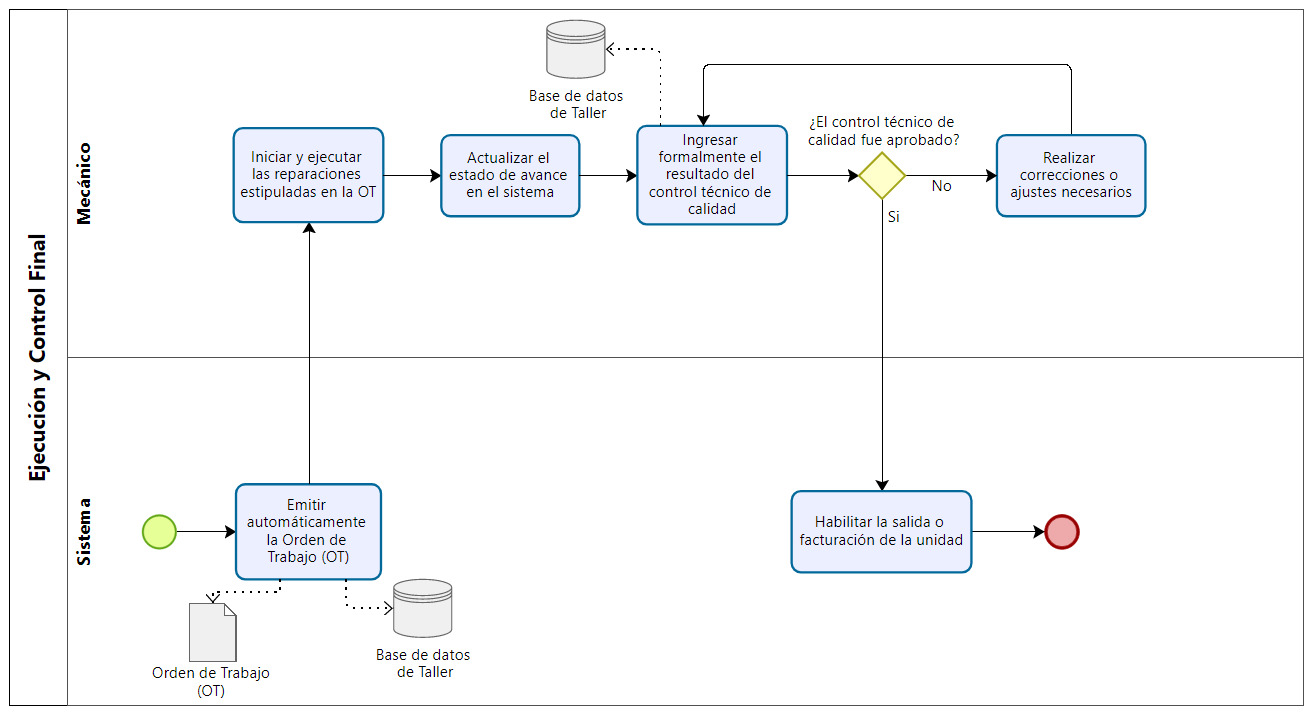 Ejecución y Control Final
Mecánico
Base de datos
de Taller
Iniciar y ejecutar
las reparaciones
estipuladas en la OT
Actualizar el
estado de avance
en el sistema
Ingresar
formalmente el
resultado del
control técnico de
calidad
¿El control técnico de
calidad fue aprobado?
No
Si
Realizar
correcciones o
ajustes necesarios
Sistema
Emitir
automáticamente
la Orden de
Trabajo (OT)
Orden de Trabajo
(OT)
Base de datos
de Taller
Habilitar la salida o
facturación de la unidad